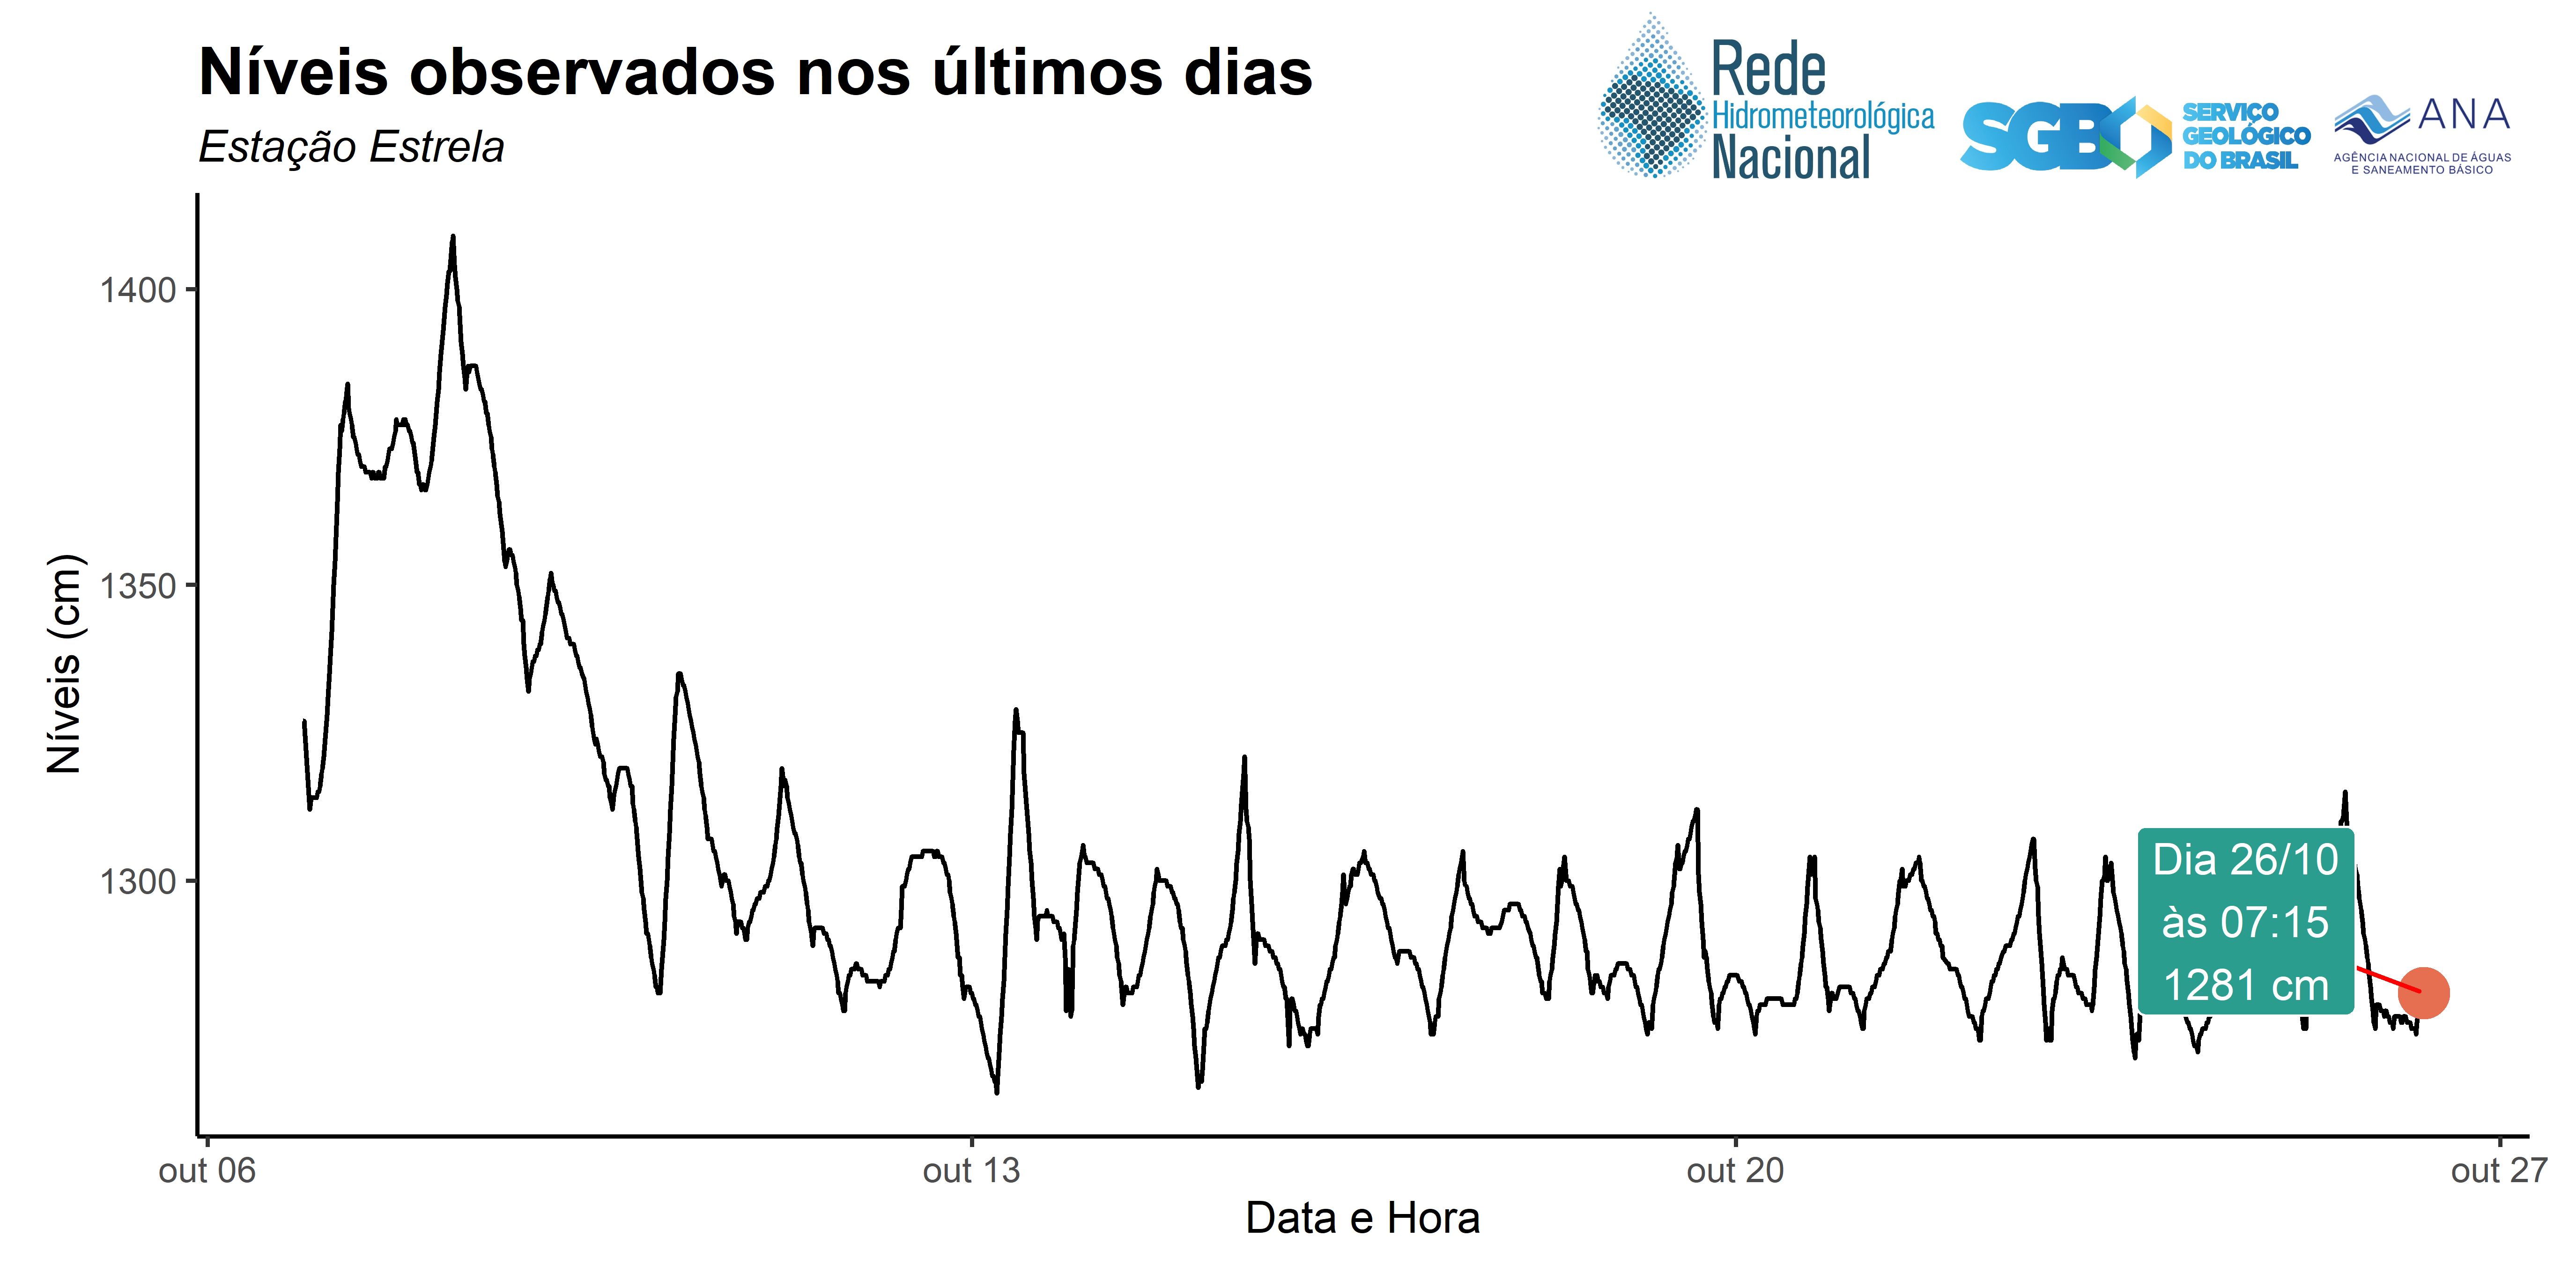 Níveis observados nos últimos dias
Estação Estrela
Rede
Hidrometeorológica
Nacional
SGB
SERVIÇO
GEOLÓGICO
DO BRASIL
ANA
AGÊNCIA NACIONAL DE ÁGUAS
E SANEAMENTO BÁSICO
Níveis (cm)
1400
1350
1300
Dia 26/10
às 07:15
1281 cm
out 06
out 13
out 20
out 27
Data e Hora